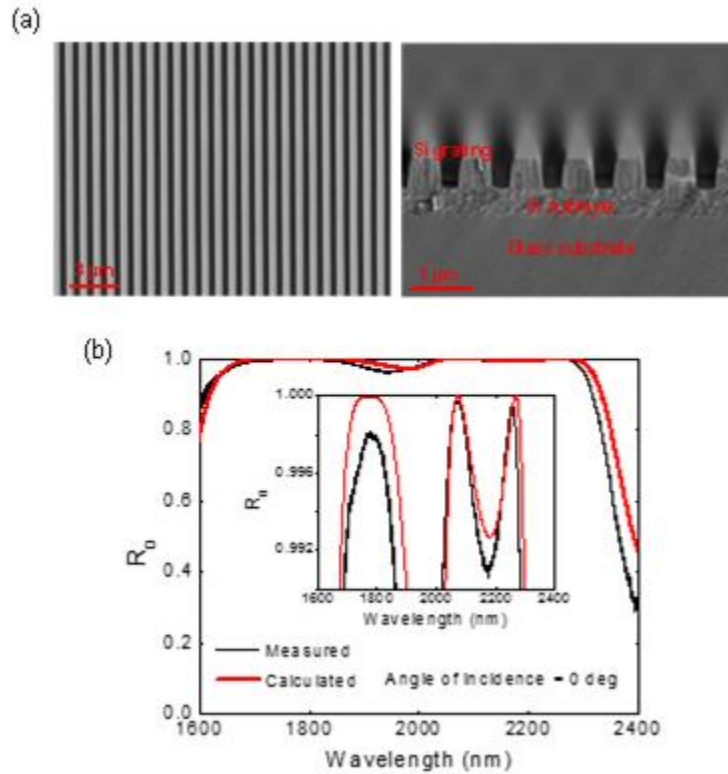 (a)
Si grating
Glass substrate
1 μm
(b)
1.0
0.8
0.6
0.4
0.2
0.0
R₀
1.000
0.996
0.992
R₀
1600 1800 2000 2200 2400
Wavelength (nm)
Measured
Calculated
Angle of incidence = 0 deg
1600 1800 2000 2200 2400
Wavelength (nm)